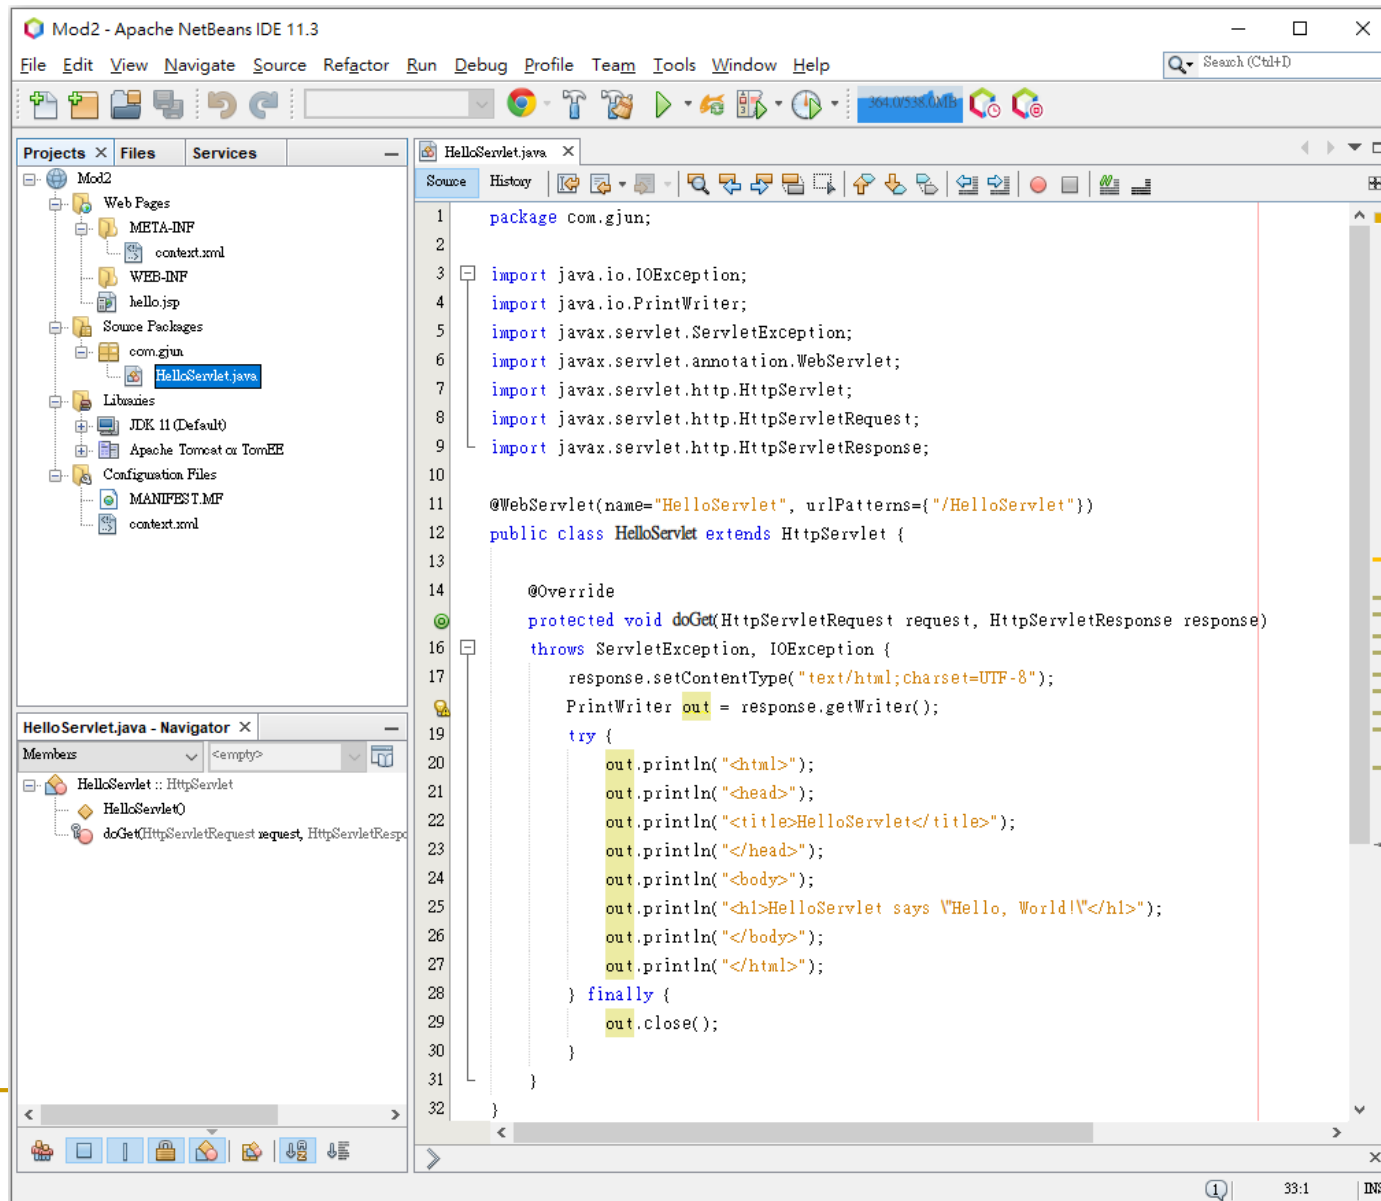 Mod2 - Apache NetBeans IDE 11.3
File Edit View Navigate Source Refactor Run Debug Profile Team Tools Window Help
Search (Ctrl+I)
364.0/538.0MB
Projects Files Services
Mod2
Web Pages
META-INF
context.xml
WEB-INF
hello.jsp
Source Packages
com.gjun
HelloServlet.java
Libraries
JDK 11 (Default)
Apache Tomcat or TomEE
Configuration Files
MANIFEST.MF
context.xml
HelloServlet.java - Navigator
Members <empty>
HelloServlet :: HttpServlet
HelloServlet()
doGet(HttpServletRequest request, HttpServletRespo
HelloServlet.java
Source History
1 package com.gjun;
2
3 import java.io.IOException;
4 import java.io.PrintWriter;
5 import javax.servlet.ServletException;
6 import javax.servlet.annotation.WebServlet;
7 import javax.servlet.http.HttpServlet;
8 import javax.servlet.http.HttpServletRequest;
9 import javax.servlet.http.HttpServletResponse;
10
11 @WebServlet(name="HelloServlet", urlPatterns={"/HelloServlet"})
12 public class HelloServlet extends HttpServlet {
13
14 @Override
protected void doGet(HttpServletRequest request, HttpServletResponse response)
16 throws ServletException, IOException {
17 response.setContentType("text/html;charset=UTF-8");
PrintWriter out = response.getWriter();
19 try {
20 out.println("<html>");
21 out.println("<head>");
22 out.println("<title>HelloServlet</title>");
23 out.println("</head>");
24 out.println("<body>");
25 out.println("<h1>HelloServlet says \"Hello, World!\"</h1>");
26 out.println("</body>");
27 out.println("</html>");
28 } finally {
29 out.close();
30 }
31 }
32 }
1 33:1 INS